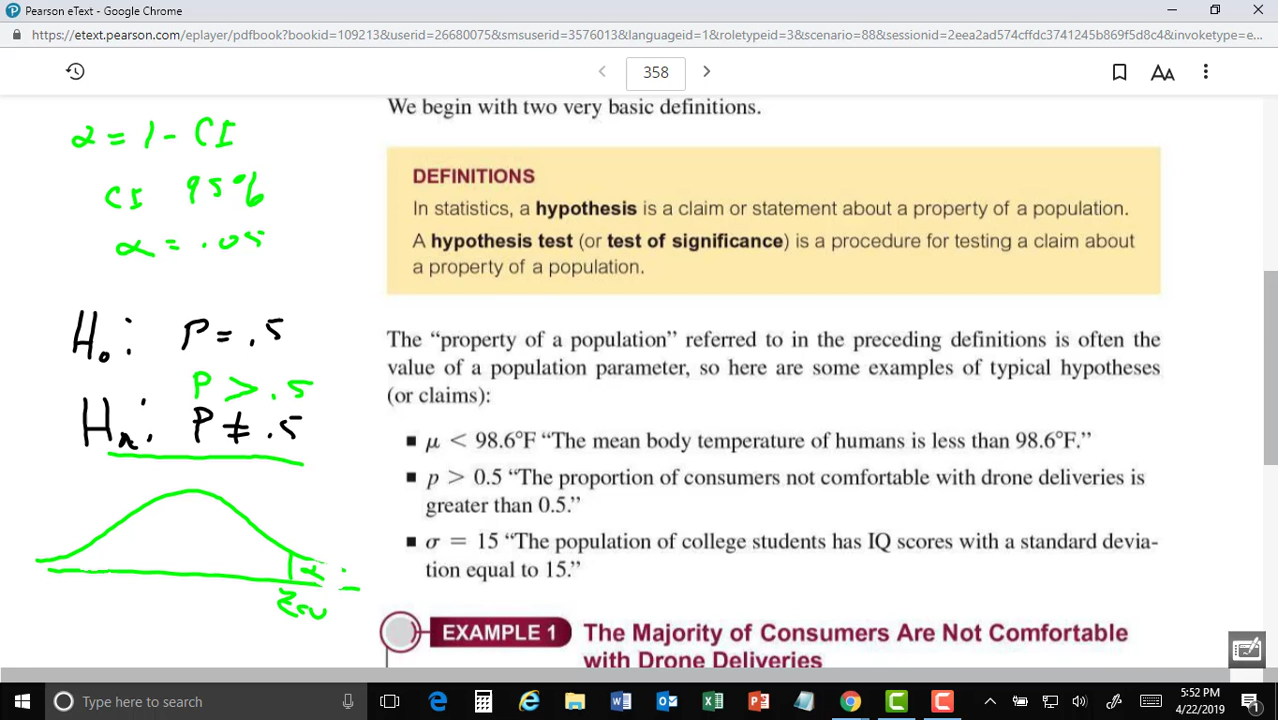 Pearson eText - Google Chrome
https://etext.pearson.com/eplayer/pdfbook?bookid=109213&userid=26680075&smsuserid=3576013&languageid=1&roletypeid=3&scenario=88&sessionid=2eea2ad574cffdc3741245b869f5d8c4&invoketype=e...
358
AA
We begin with two very basic definitions.
DEFINITIONS
In statistics, a hypothesis is a claim or statement about a property of a population.
A hypothesis test (or test of significance) is a procedure for testing a claim about
a property of a population.
The “property of a population” referred to in the preceding definitions is often the
value of a population parameter, so here are some examples of typical hypotheses
(or claims):
■ μ < 98.6°F “The mean body temperature of humans is less than 98.6°F.”
■ p > 0.5 “The proportion of consumers not comfortable with drone deliveries is
greater than 0.5.”
■ σ = 15 “The population of college students has IQ scores with a standard devia-
tion equal to 15.”
EXAMPLE 1 The Majority of Consumers Are Not Comfortable
with Drone Deliveries
α = 1 - CI
CI 95%
α = .05
H₀: P = .5
P > .5
P ≠ .5
α
Type here to search
5:52 PM
4/22/2019
1